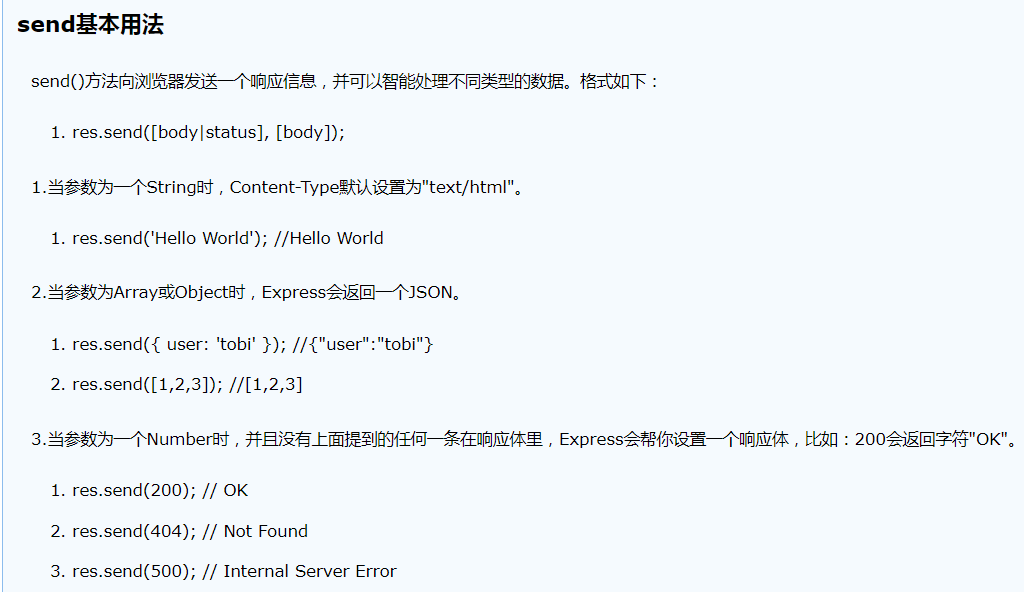 send基本用法
send()方法向浏览器发送一个响应信息，并可以智能处理不同类型的数据。格式如下：
1. res.send([body|status], [body]);
1.当参数为一个String时，Content-Type默认设置为"text/html"。
1. res.send('Hello World'); //Hello World
2.当参数为Array或Object时，Express会返回一个JSON。
1. res.send({ user: 'tobi' }); //{"user":"tobi"}
2. res.send([1,2,3]); //[1,2,3]
3.当参数为一个Number时，并且没有上面提到的任何一条在响应体里，Express会帮你设置一个响应体，比如：200会返回字符"OK"。
1. res.send(200); // OK
2. res.send(404); // Not Found
3. res.send(500); // Internal Server Error